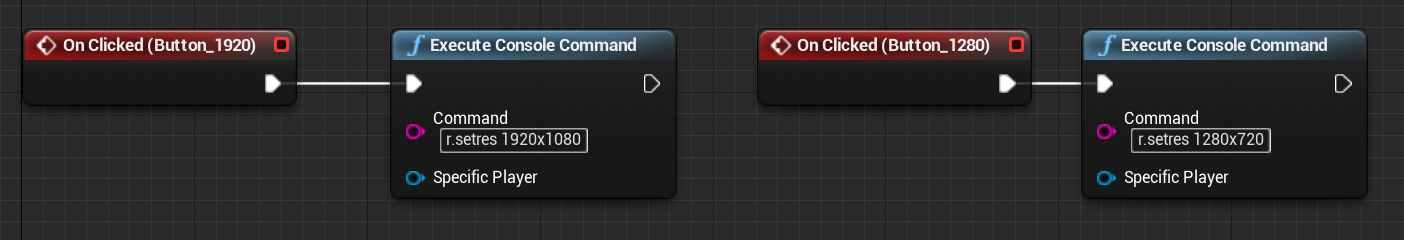 On Clicked (Button_1920)
f Execute Console Command
Command
r.setres 1920x1080
Specific Player
On Clicked (Button_1280)
f Execute Console Command
Command
r.setres 1280x720
Specific Player